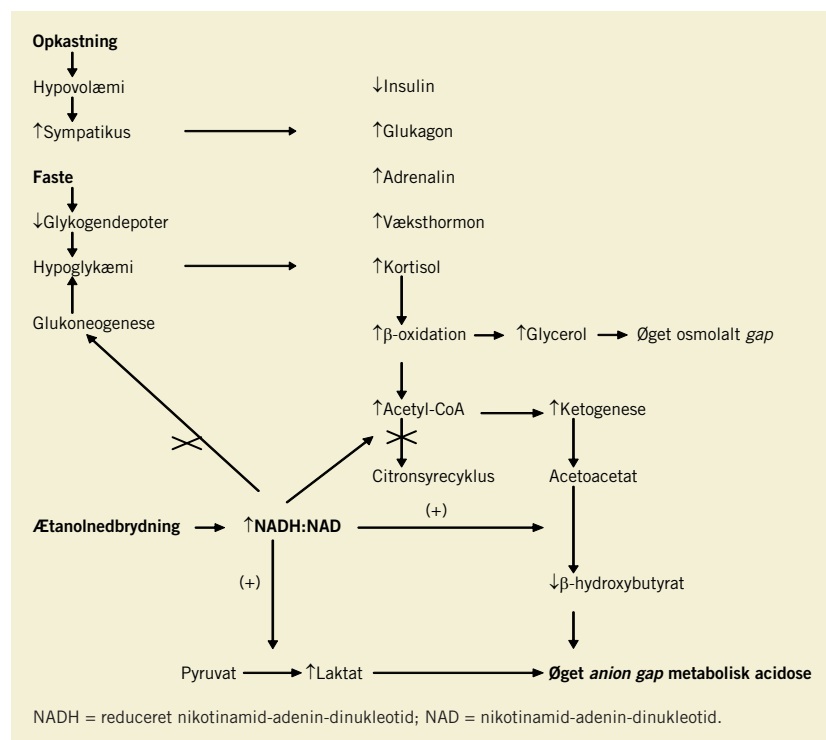 Opkastning
Hypovolæmi
↓Insulin
↑Sympatikus
↑Glukagon
Faste
↑Adrenalin
↓Glykogendepoter
↑Væksthormon
Hypoglykæmi
↑Kortisol
Glukoneogenese
↑β-oxidation
↑Glycerol
Øget osmolalt gap
↑Acetyl-CoA
↑Ketogenese
Citronsyrecyklus
Acetoacetat
(+)
Ætanolnedbrydning
↑NADH:NAD
(+)
↓β-hydroxybutyrat
Pyruvat
↑Laktat
Øget anion gap metabolisk acidose
NADH = reduceret nikotinamid-adenin-dinukleotid; NAD = nikotinamid-adenin-dinukleotid.